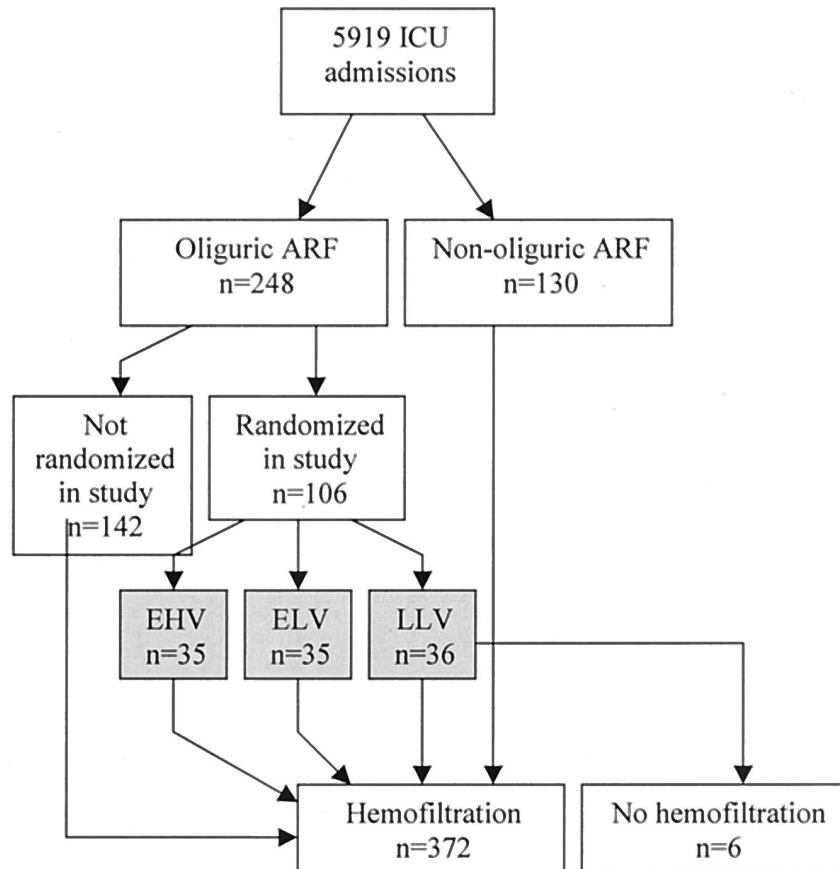 5919 ICU
admissions
Oliguric ARF
n=248
Non-oliguric ARF
n=130
Not
randomized
in study
n=142
Randomized
in study
n=106
EHV
n=35
ELV
n=35
LLV
n=36
Hemofiltration
n=372
No hemofiltration
n=6